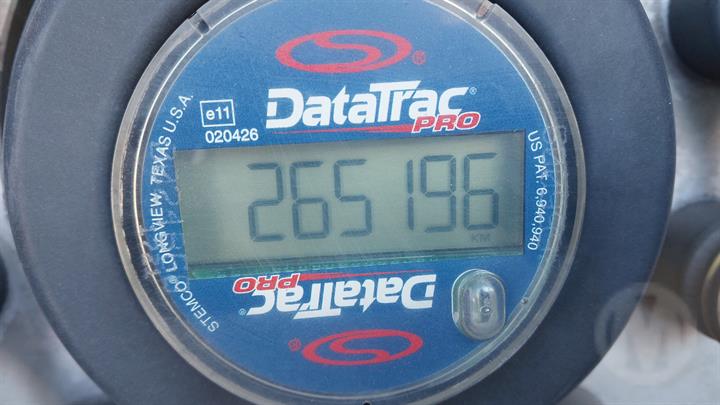 ®
DataTrac®
PRO
e11
020426
STEMCO® LONGVIEW, TEXAS U.S.A.
US PAT. 6,940,940
265196
KM
DataTrac®
PRO
®